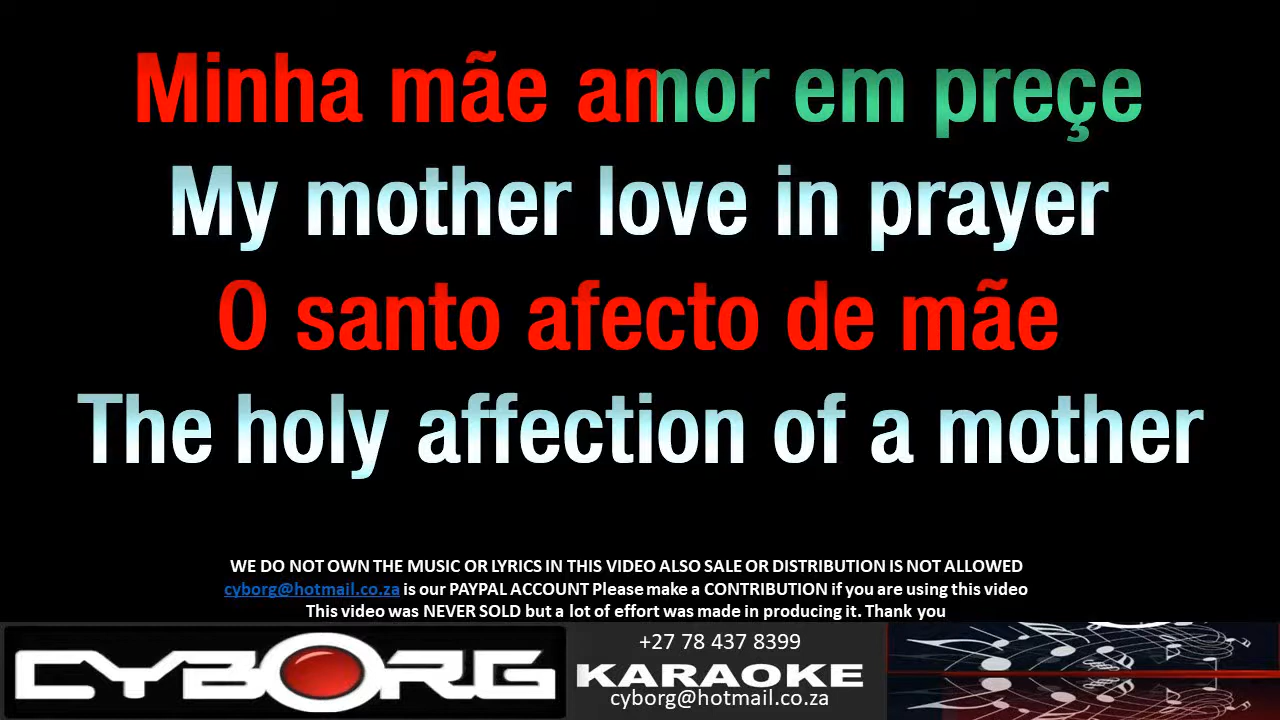 Minha mãe amor em preçe
My mother love in prayer
O santo afecto de mãe
The holy affection of a mother
WE DO NOT OWN THE MUSIC OR LYRICS IN THIS VIDEO ALSO SALE OR DISTRIBUTION IS NOT ALLOWED
cyborg@hotmail.co.za is our PAYPAL ACCOUNT Please make a CONTRIBUTION if you are using this video
This video was NEVER SOLD but a lot of effort was made in producing it. Thank you
CYBORG
+27 78 437 8399
KARAOKE
cyborg@hotmail.co.za